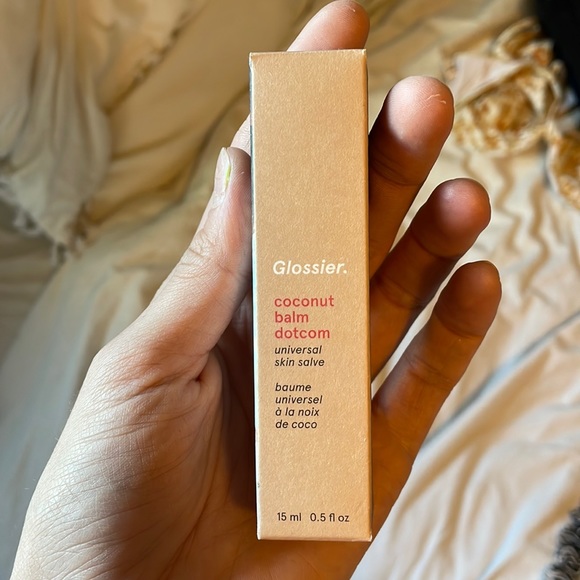 Glossier.
coconut
balm
dotcom
universal
skin salve
baume
universel
à la noix
de coco
15 ml 0.5 fl oz